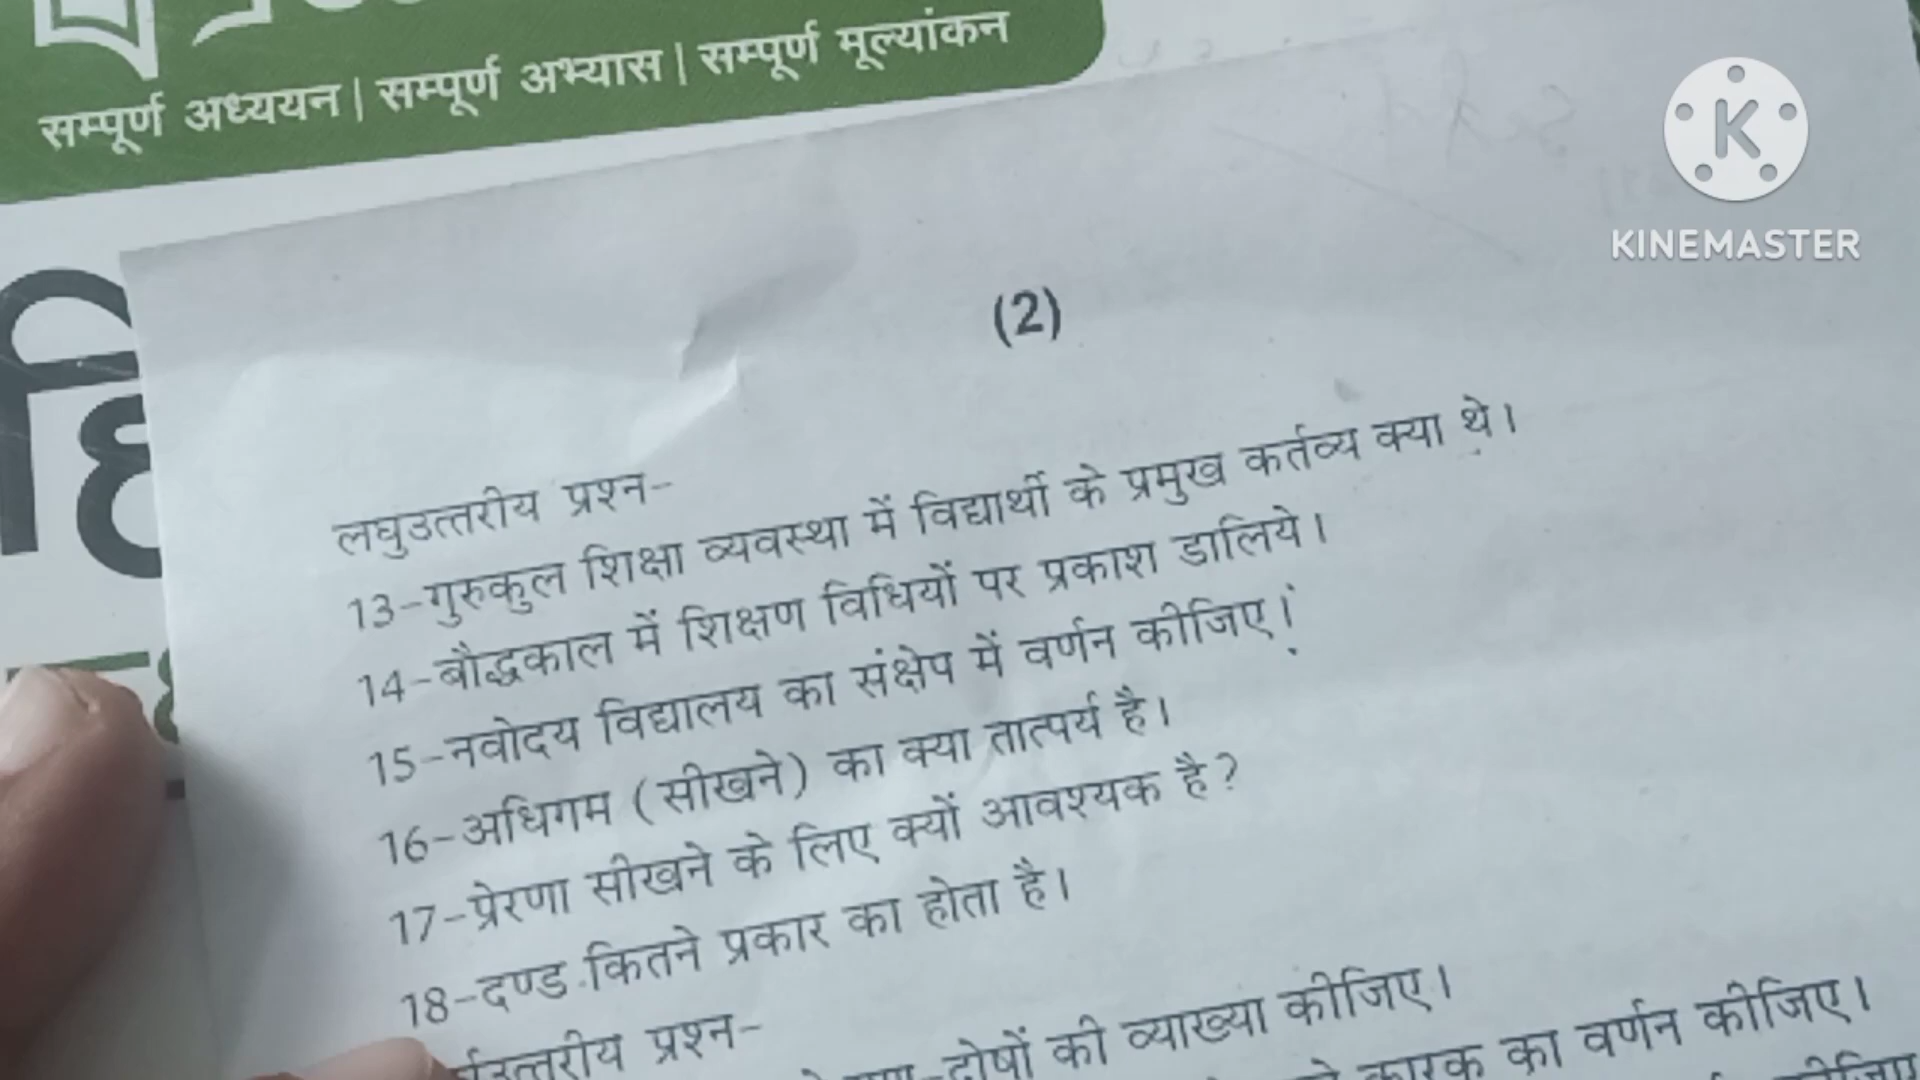 सम्पूर्ण अध्ययन | सम्पूर्ण अभ्यास | सम्पूर्ण मूल्यांकन
KINEMASTER
(2)
लघुउत्तरीय प्रश्न-
13-गुरुकुल शिक्षा व्यवस्था में विद्यार्थी के प्रमुख कर्तव्य क्या थे।
14-बौद्धकाल में शिक्षण विधियों पर प्रकाश डालिये।
15-नवोदय विद्यालय का संक्षेप में वर्णन कीजिए।
16-अधिगम (सीखने) का क्या तात्पर्य है।
17-प्रेरणा सीखने के लिए क्यों आवश्यक है?
18-दण्ड कितने प्रकार का होता है।
प्रश्न-
दोषों की व्याख्या कीजिए।
कारक का वर्णन कीजिए।